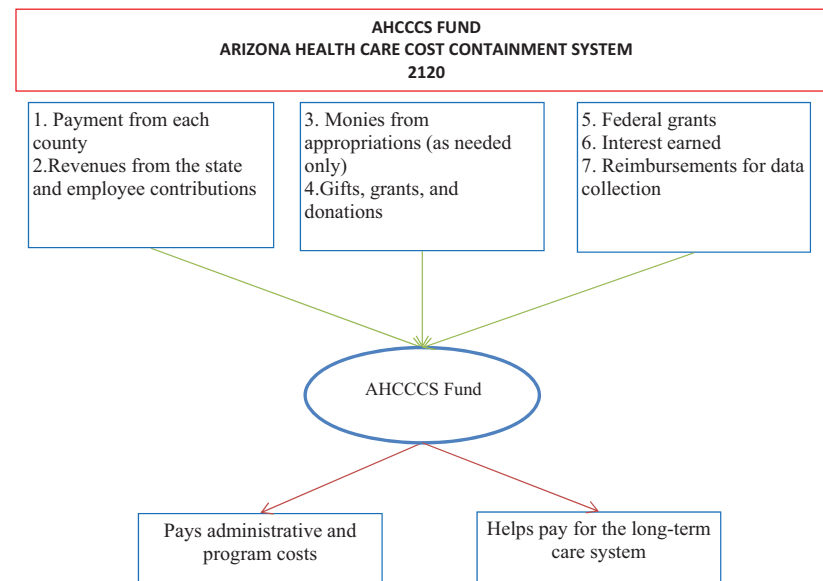 AHCCCS FUND
ARIZONA HEALTH CARE COST CONTAINMENT SYSTEM
2120
1. Payment from each
county
2.Revenues from the state
and employee contributions
3. Monies from
appropriations (as needed
only)
4.Gifts, grants, and
donations
5. Federal grants
6. Interest earned
7. Reimbursements for data
collection
AHCCCS Fund
Pays administrative and
program costs
Helps pay for the long-term
care system